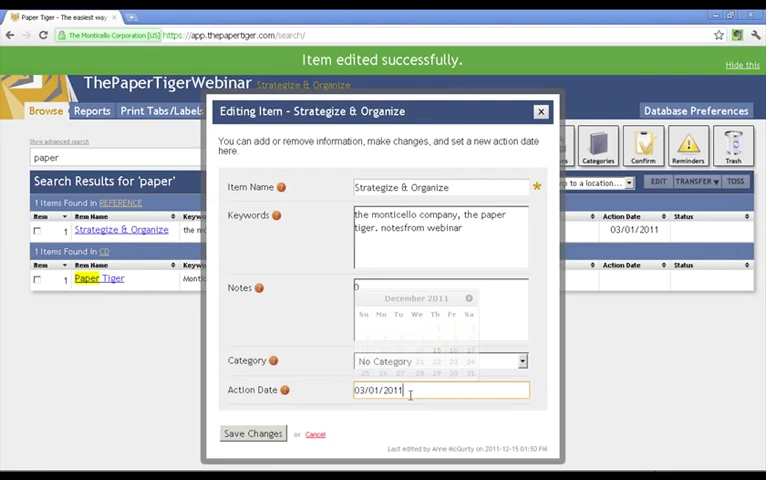 Paper Tiger - The easiest way
The Monticello Corporation [US] https://app.thepapertiger.com/search/
Item edited successfully.
Hide this
ThePaperTigerWebinar Strategize & Organize
Browse Reports Print Tabs/Labels Database Preferences
Show advanced search
paper
Categories Confirm Reminders Trash
Search Results for 'paper'
to a location... EDIT TRANSFER TOSS
1 Items Found in REFERENCE
Item Item Name Action Date Status
1 Strategize & Organize the 03/01/2011
1 Items Found in CD
Item Item Name Action Date Status
1 Paper Tiger
Editing Item - Strategize & Organize
You can add or remove information, make changes, and set a new action date
here.
Item Name Strategize & Organize
Keywords the monticello company, the paper
tiger. notesfrom webinar
Notes 0
December 2011
Su Mo Tu We Th Fr Sa
Category No Category
Action Date 03/01/2011
Save Changes or Cancel
Last edited by Anne McGurty on 2011-12-15 01:50 PM